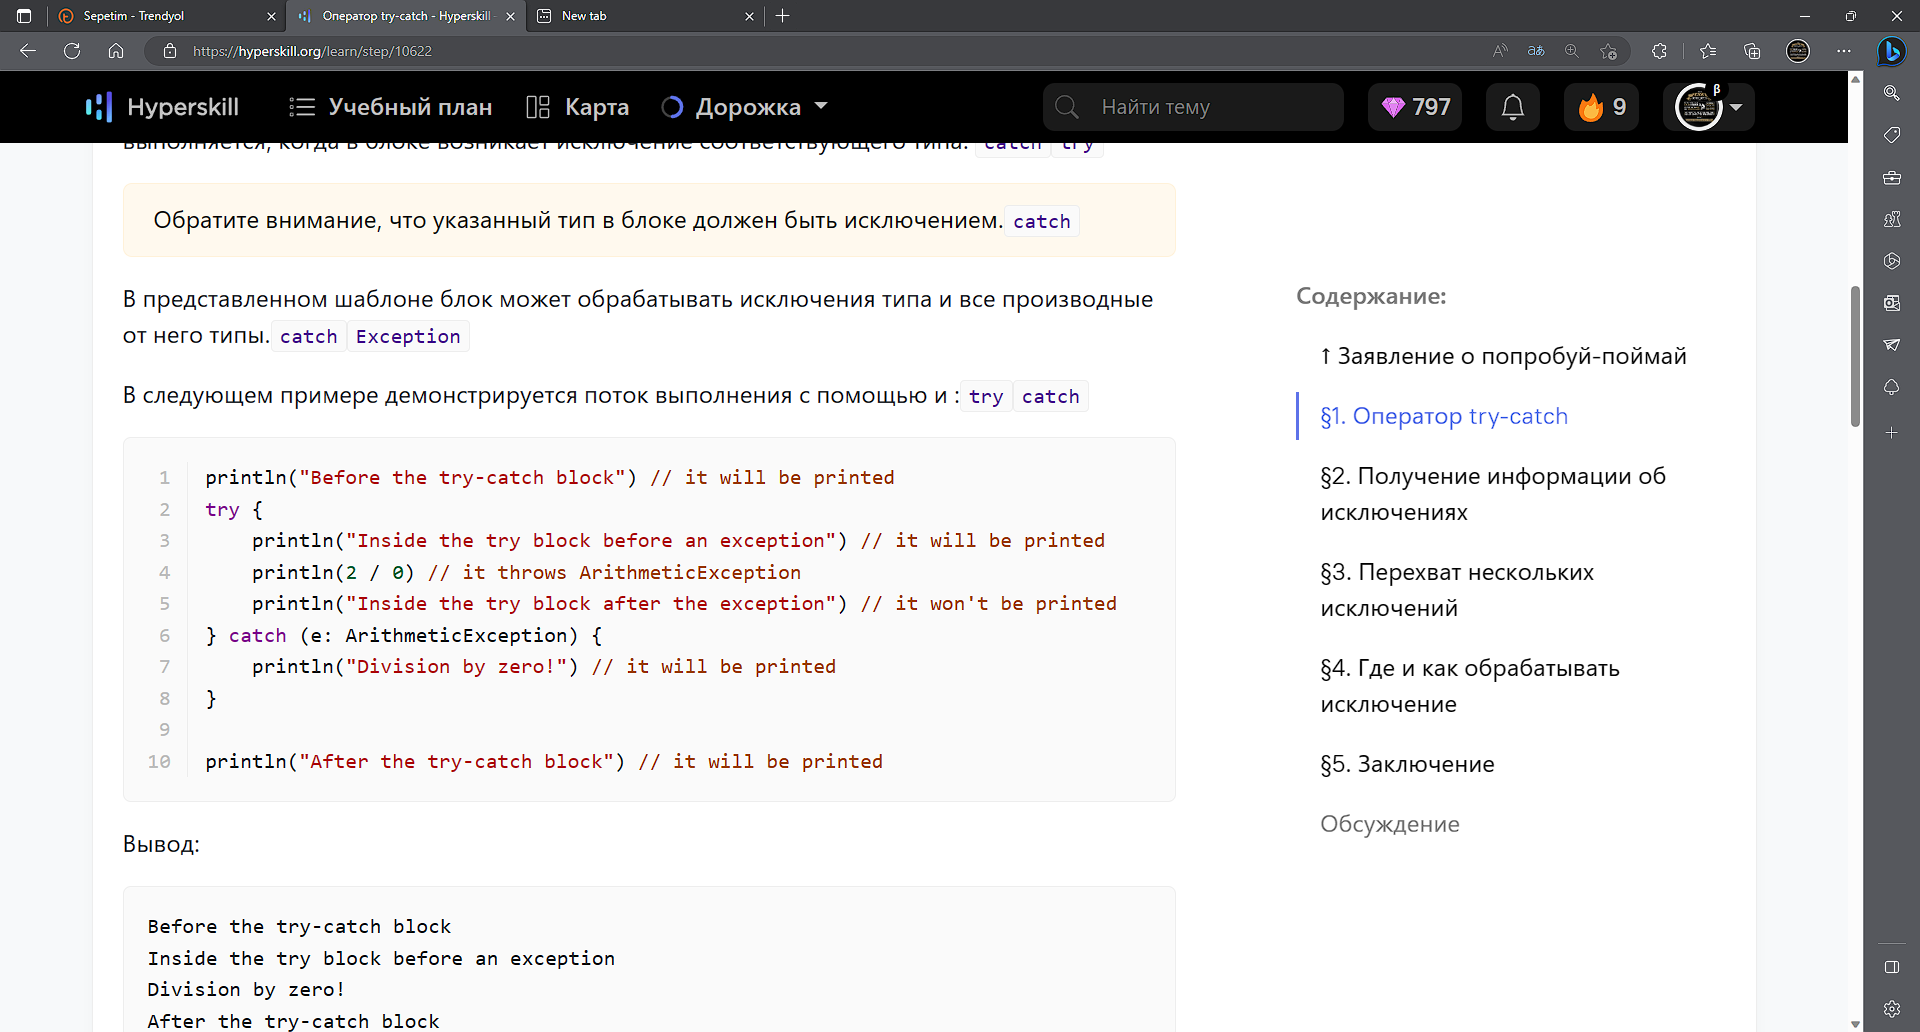 Sepetim - Trendyol
Оператор try-catch - Hyperskill -
New tab
https://hyperskill.org/learn/step/10622
Hyperskill
Учебный план
Карта
Дорожка
Найти тему
797
9
β
выполняется, когда в блоке возникает исключение соответствующего типа. catch try
Обратите внимание, что указанный тип в блоке должен быть исключением. catch
В представленном шаблоне блок может обрабатывать исключения типа и все производные
от него типы. catch Exception
В следующем примере демонстрируется поток выполнения с помощью и : try catch
1 println("Before the try-catch block") // it will be printed
2 try {
3 println("Inside the try block before an exception") // it will be printed
4 println(2 / 0) // it throws ArithmeticException
5 println("Inside the try block after the exception") // it won't be printed
6 } catch (e: ArithmeticException) {
7 println("Division by zero!") // it will be printed
8 }
9
10 println("After the try-catch block") // it will be printed
Вывод:
Before the try-catch block
Inside the try block before an exception
Division by zero!
After the try-catch block
Содержание:
↑ Заявление о попробуй-поймай
§1. Оператор try-catch
§2. Получение информации об
исключениях
§3. Перехват нескольких
исключений
§4. Где и как обрабатывать
исключение
§5. Заключение
Обсуждение